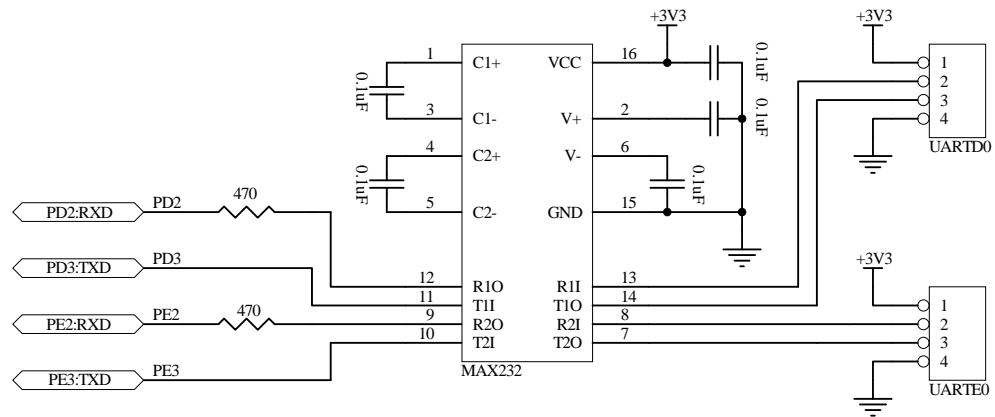 +3V3
+3V3
1 C1+ VCC 16
0.1uF
0.1uF
1
2
3
4
UARTD0
3 C1- V+ 2
0.1uF
4 C2+ V- 6
0.1uF
0.1uF
5 C2- GND 15
PD2:RXD PD2 470
PD3:TXD PD3
12 R1O R1I 13
11 T1I T1O 14
PE2:RXD PE2 470
9 R2O R2I 8
10 T2I T2O 7
MAX232
PE3:TXD PE3
+3V3
1
2
3
4
UARTE0